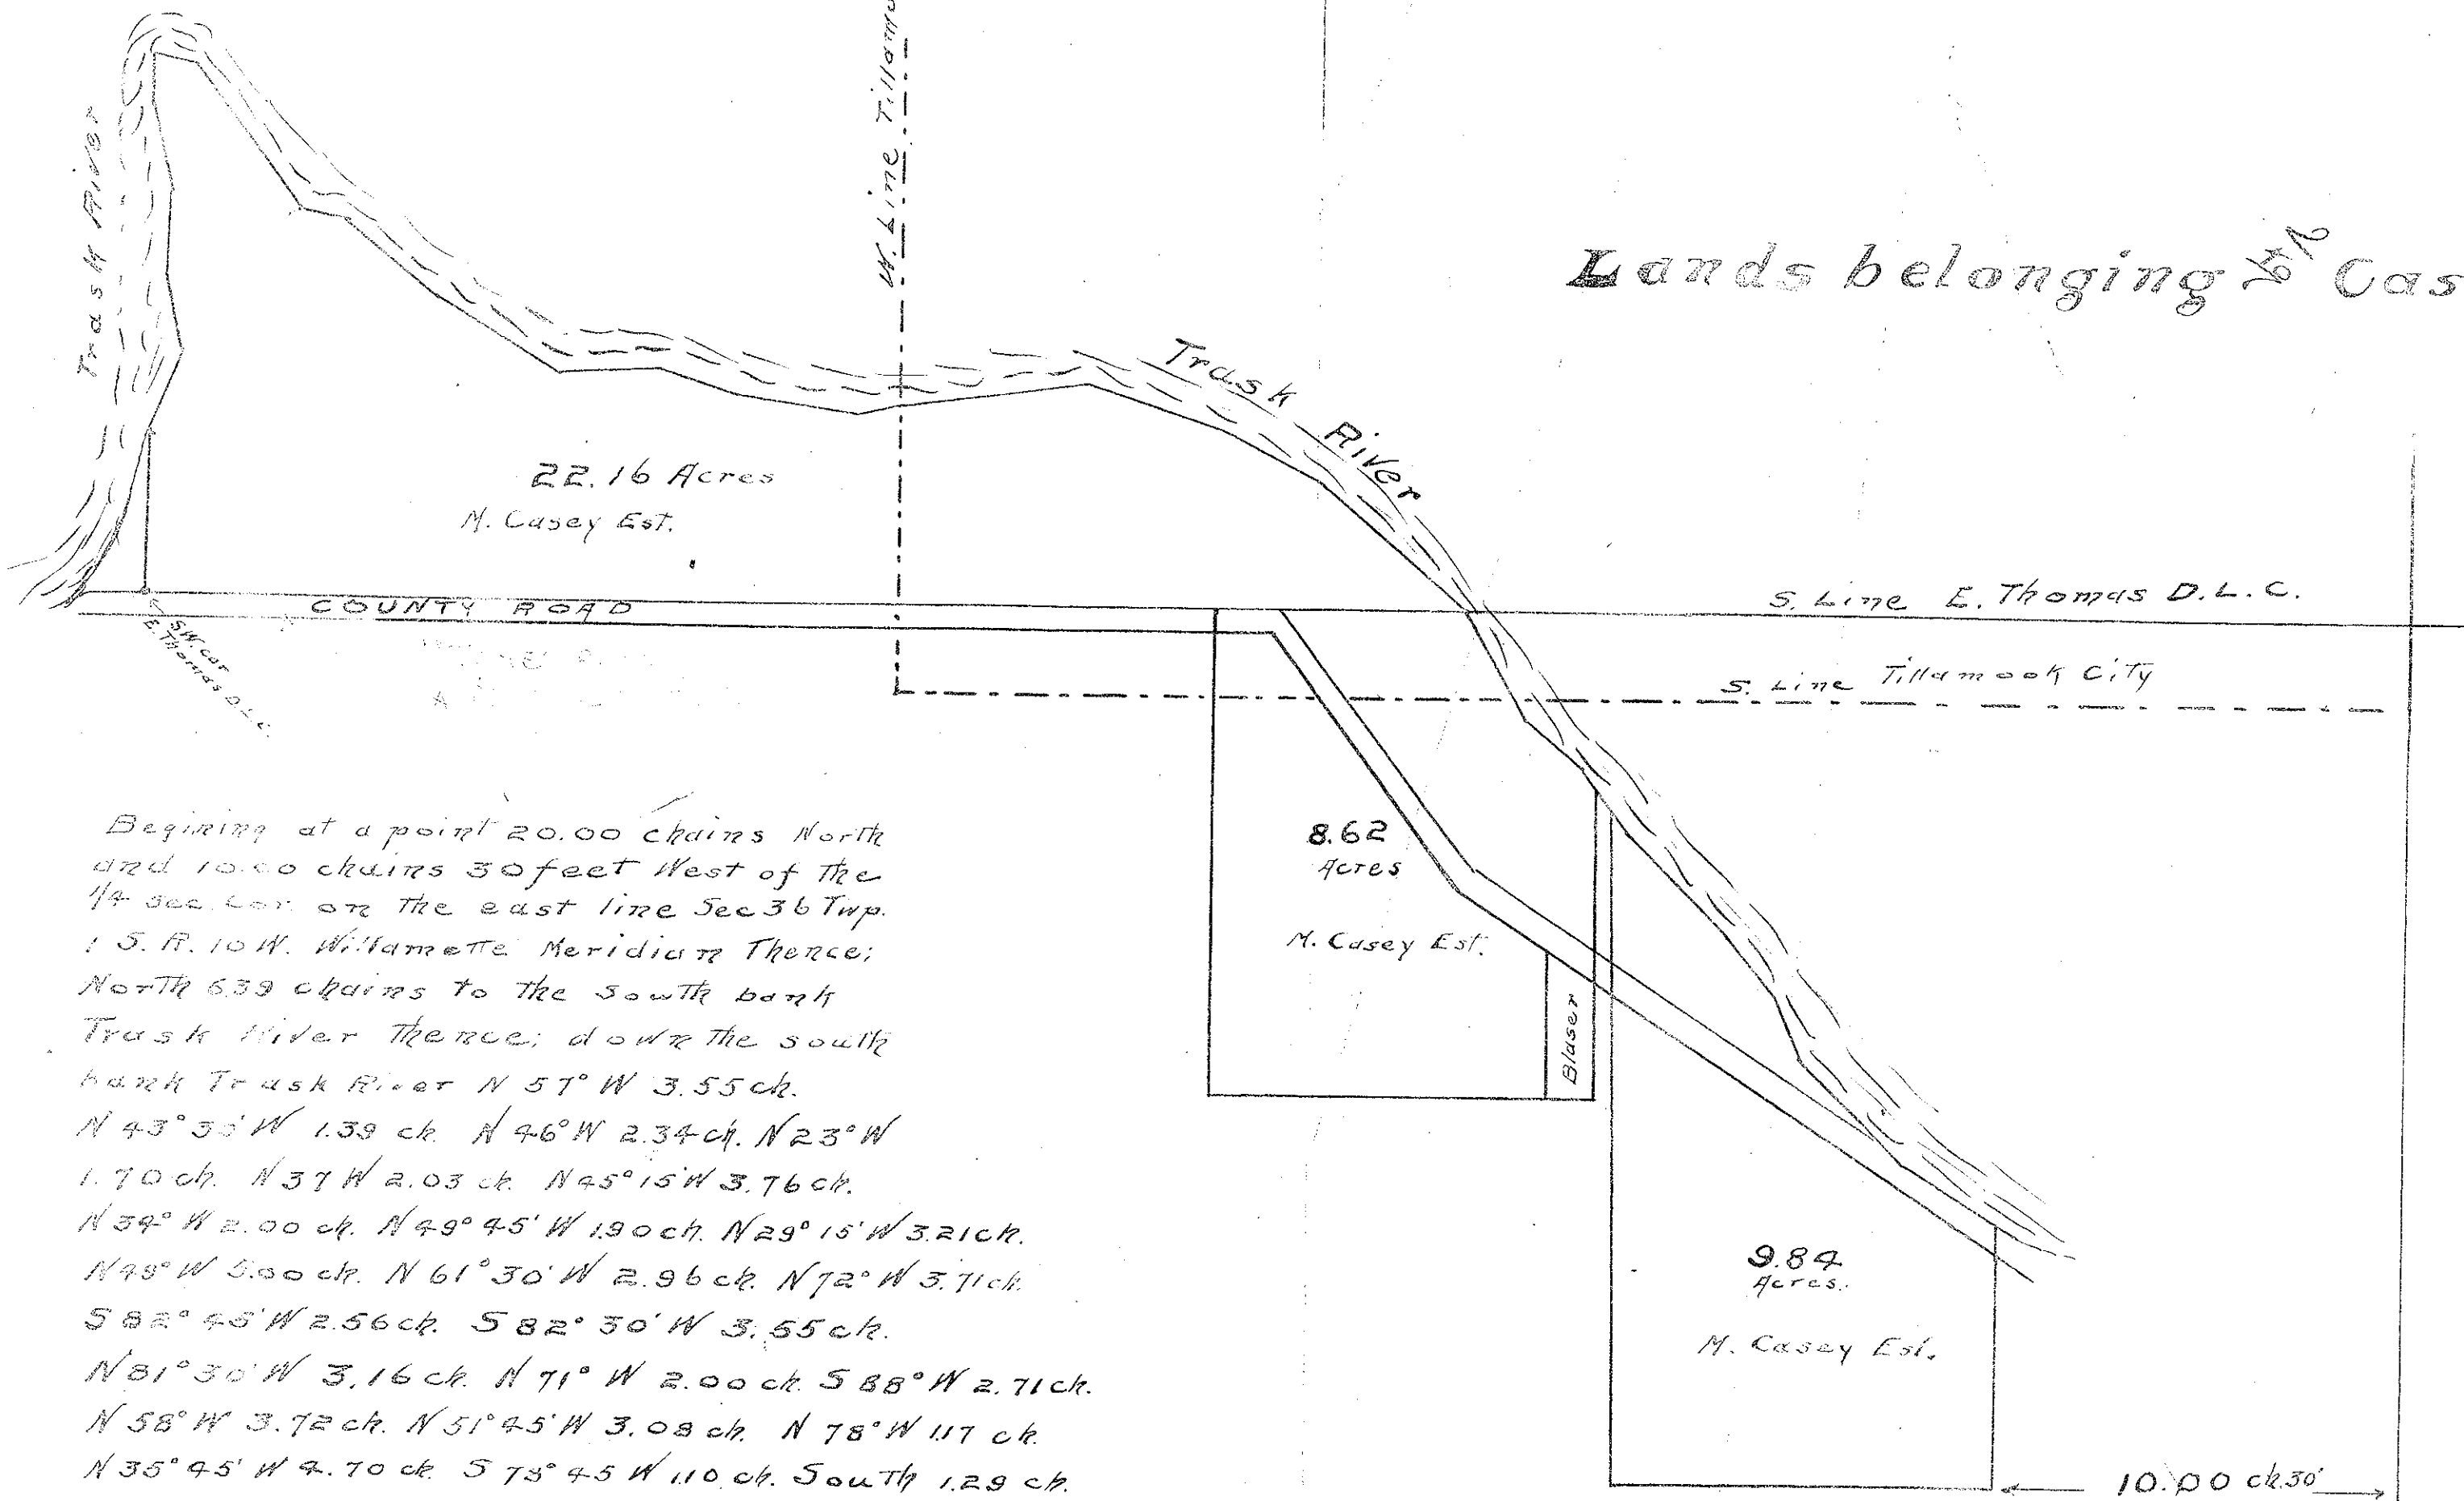 Trask River
W. Line Tillamo
Lands belonging to Cas
Trask River
22.16 Acres
M. Casey Est.
COUNTY ROAD
S.W. cor
E. Thomas D.L.C.
S. Line E. Thomas D.L.C.
S. Line Tillamook City
8.62
Acres
M. Casey Est.
Blaser
9.84
Acres.
M. Casey Est.
10.00 ch 30'
Begining at a point 20.00 chains North
and 10.00 chains 30 feet West of the
1/4 Sec. Cor. on the east line Sec 36 Twp.
1 S. R. 10 W. Willamette Meridian Thence;
North 6.39 chains to the south bank
Trask River Thence; down the south
bank Trask River N 57° W 3.55 ch.
N 43° 30' W 1.39 ch. N 46° W 2.34 ch. N 23° W
1.70 ch. N 37 W 2.03 ch. N 45° 15' W 3.76 ch.
N 34° W 2.00 ch. N 49° 45' W 1.90 ch. N 29° 15' W 3.21 ch.
N 48° W 5.00 ch. N 61° 30' W 2.96 ch. N 72° W 3.71 ch.
S 82° 45' W 2.56 ch. S 82° 30' W 3.55 ch.
N 81° 30' W 3.16 ch. N 71° W 2.00 ch. S 88° W 2.71 ch.
N 58° W 3.72 ch. N 51° 45' W 3.08 ch. N 78° W 1.17 ch.
N 35° 45' W 4.70 ch. S 75° 45 W 1.10 ch. South 1.29 ch.